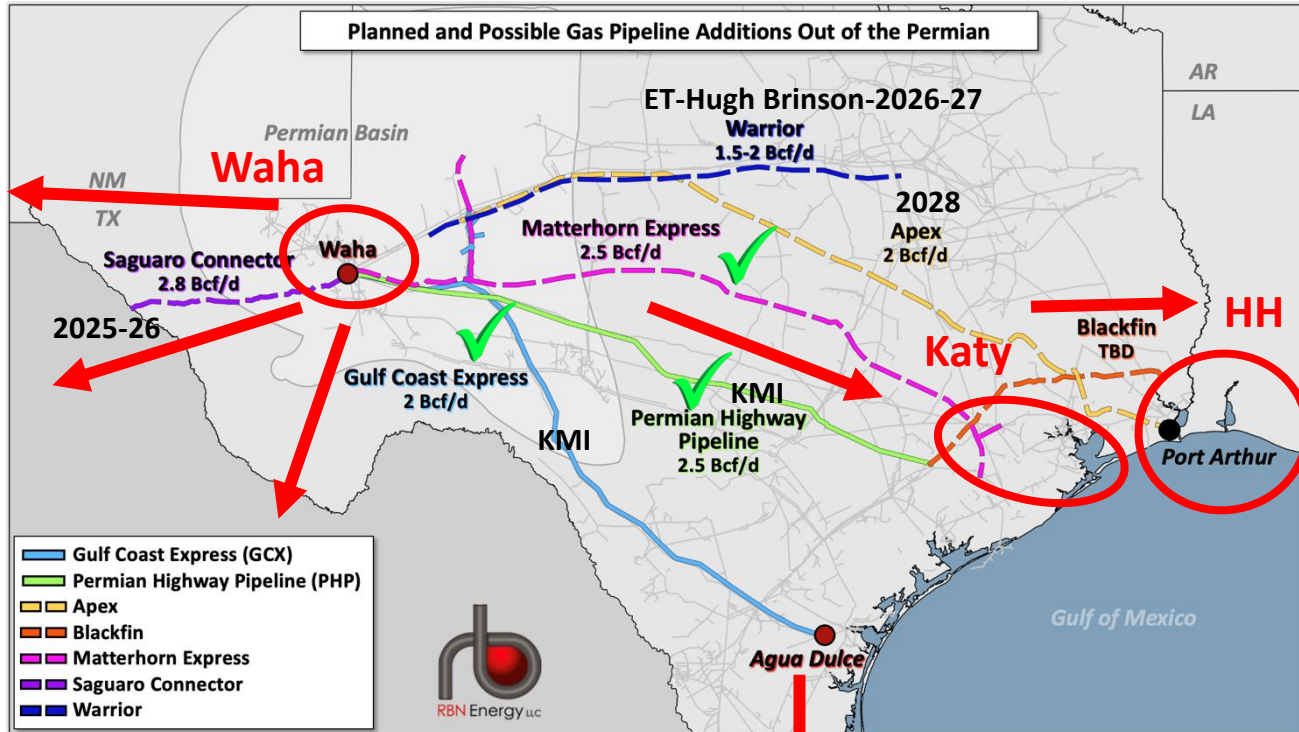 Planned and Possible Gas Pipeline Additions Out of the Permian
AR
LA
ET-Hugh Brinson-2026-27
Warrior
1.5-2 Bcf/d
Permian Basin
Waha
NM
TX
2028
Apex
2 Bcf/d
Matterhorn Express
2.5 Bcf/d
Waha
Saguaro Connector
2.8 Bcf/d
2025-26
HH
Blackfin
TBD
Katy
Gulf Coast Express
2 Bcf/d
KMI
KMI
Permian Highway
Pipeline
2.5 Bcf/d
Port Arthur
Gulf Coast Express (GCX)
Permian Highway Pipeline (PHP)
Apex
Blackfin
Matterhorn Express
Saguaro Connector
Warrior
RBN Energy LLC
Agua Dulce
Gulf of Mexico